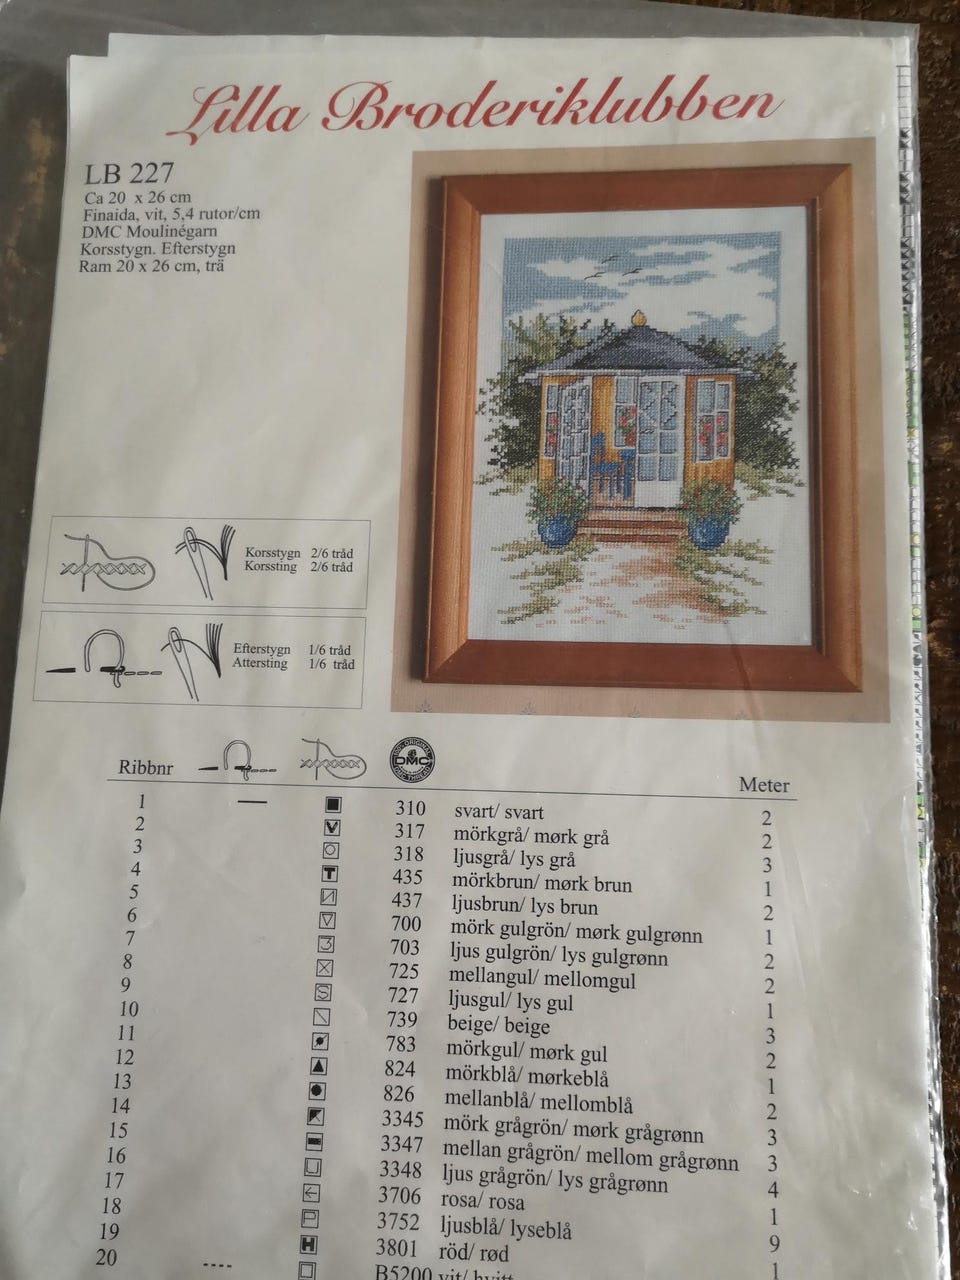 Lilla Broderiklubben
LB 227
Ca 20 x 26 cm
Finaida, vit, 5,4 rutor/cm
DMC Moulinégarn
Korsstygn. Efterstygn
Ram 20 x 26 cm, trä
Korsstygn 2/6 tråd
Korssting 2/6 tråd
Efterstygn 1/6 tråd
Attersting 1/6 tråd
DMC
Ribbnr Meter
1 310 svart/ svart 2
2 317 mörkgrå/ mørk grå 2
3 318 ljusgrå/ lys grå 3
4 435 mörkbrun/ mørk brun 1
5 437 ljusbrun/ lys brun 2
6 700 mörk gulgrön/ mørk gulgrønn 1
7 703 ljus gulgrön/ lys gulgrønn 2
8 725 mellangul/ mellomgul 2
9 727 ljusgul/ lys gul 1
10 739 beige/ beige 3
11 783 mörkgul/ mørk gul 2
12 824 mörkblå/ mørkeblå 1
13 826 mellanblå/ mellomblå 2
14 3345 mörk grågrön/ mørk grågrønn 3
15 3347 mellan grågrön/ mellom grågrønn 3
16 3348 ljus grågrön/ lys grågrønn 4
17 3706 rosa/ rosa 1
18 3752 ljusblå/ lyseblå 9
19 3801 röd/ rød 1
20 B5200 vit/ hvitt